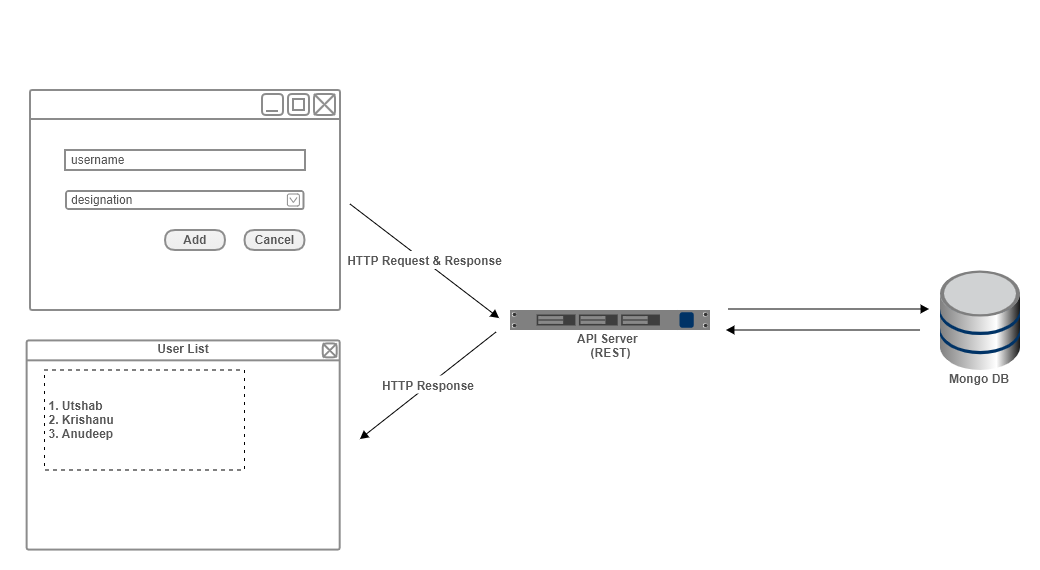 username
designation
Add
Cancel
HTTP Request & Response
API Server
(REST)
Mongo DB
User List
HTTP Response
1. Utshab
2. Krishanu
3. Anudeep